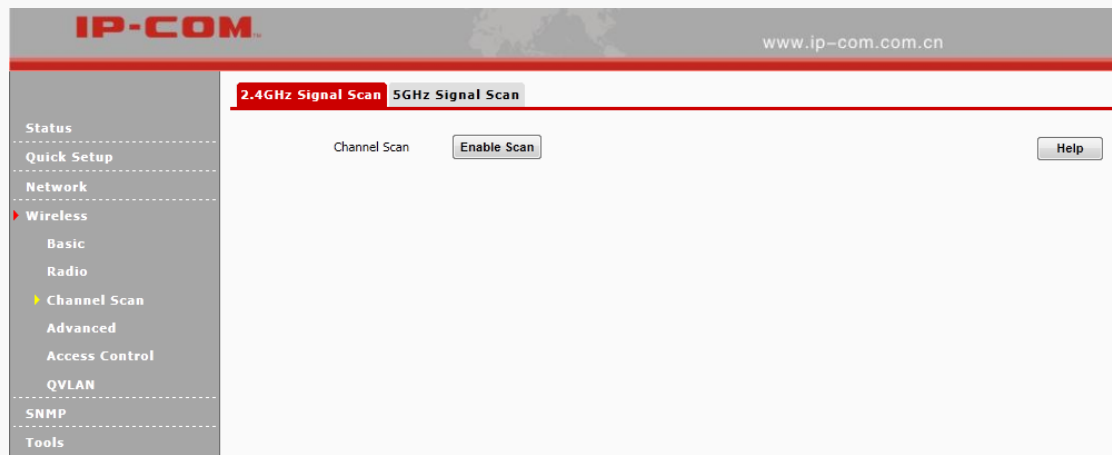 IP-COM
www.ip-com.com.cn
2.4GHz Signal Scan 5GHz Signal Scan
Status
Channel Scan Enable Scan Help
Quick Setup
Network
Wireless
Basic
Radio
Channel Scan
Advanced
Access Control
QVLAN
SNMP
Tools